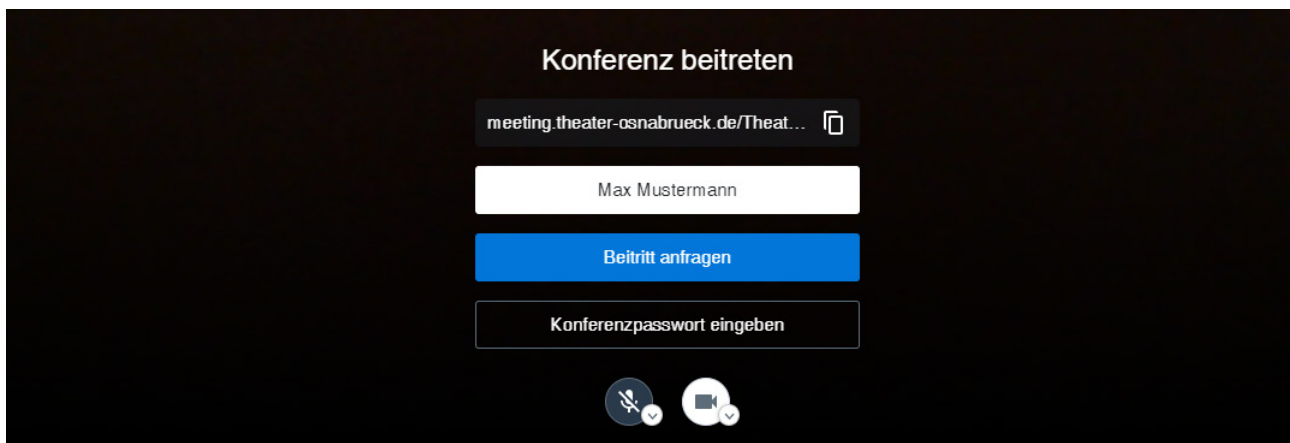 Konferenz beitreten
meeting.theater-osnabrueck.de/Theat...
Max Mustermann
Beitritt anfragen
Konferenzpasswort eingeben